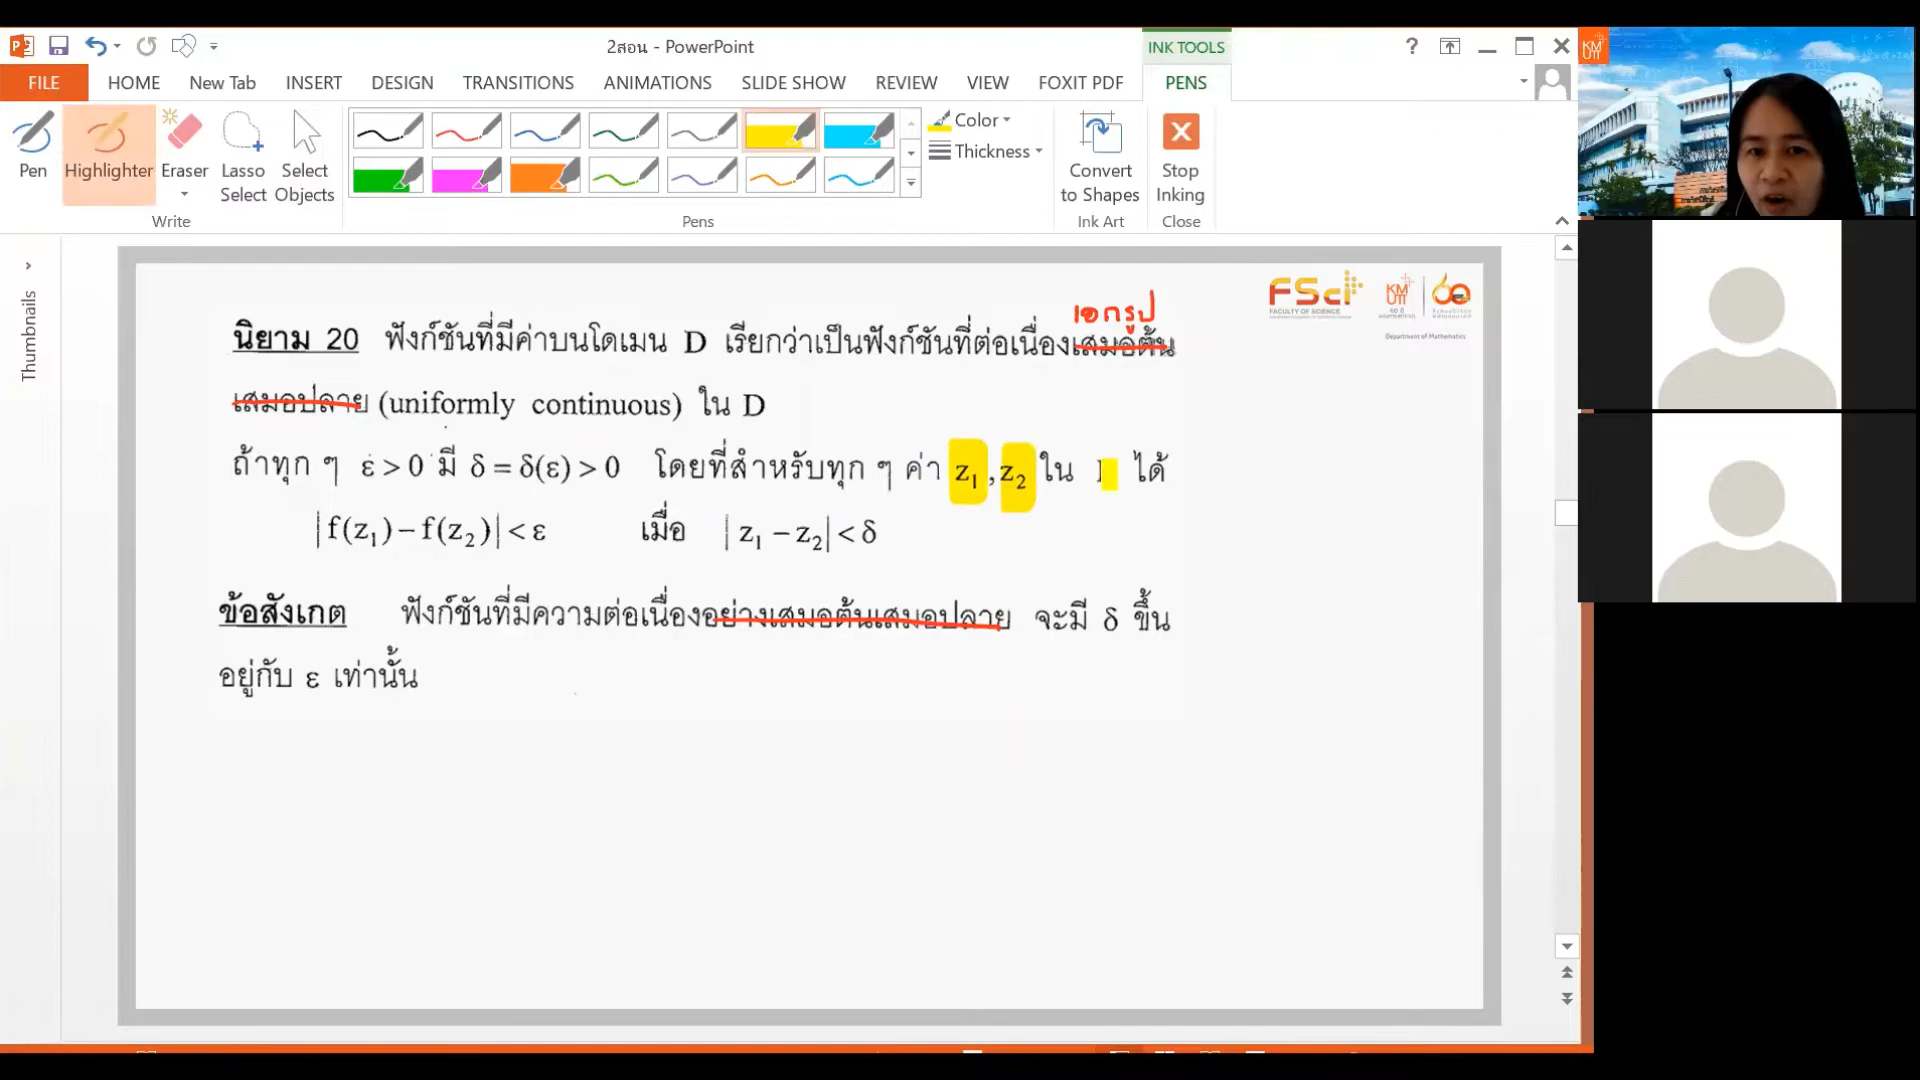 2สอน - PowerPoint
INK TOOLS
FILE HOME New Tab INSERT DESIGN TRANSITIONS ANIMATIONS SLIDE SHOW REVIEW VIEW FOXIT PDF PENS
Pen Highlighter Eraser Lasso Select Select Objects
Color
Thickness
Convert to Shapes
Stop Inking
Write Pens Ink Art Close
Thumbnails
FSci
FACULTY OF SCIENCE
KMUTT
Department of Mathematics
เอกรูป
นิยาม 20 ฟังก์ชันที่มีค่าบนโดเมน D เรียกว่าเป็นฟังก์ชันที่ต่อเนื่องเสมอต้น
เสมอปลาย (uniformly continuous) ใน D
ถ้าทุก ๆ ε > 0 มี δ = δ(ε) > 0 โดยที่สำหรับทุก ๆ ค่า z₁, z₂ ใน ได้
|f(z₁) − f(z₂)| < ε เมื่อ |z₁ − z₂| < δ
ข้อสังเกต ฟังก์ชันที่มีความต่อเนื่องอย่างเสมอต้นเสมอปลาย จะมี δ ขึ้น
อยู่กับ ε เท่านั้น